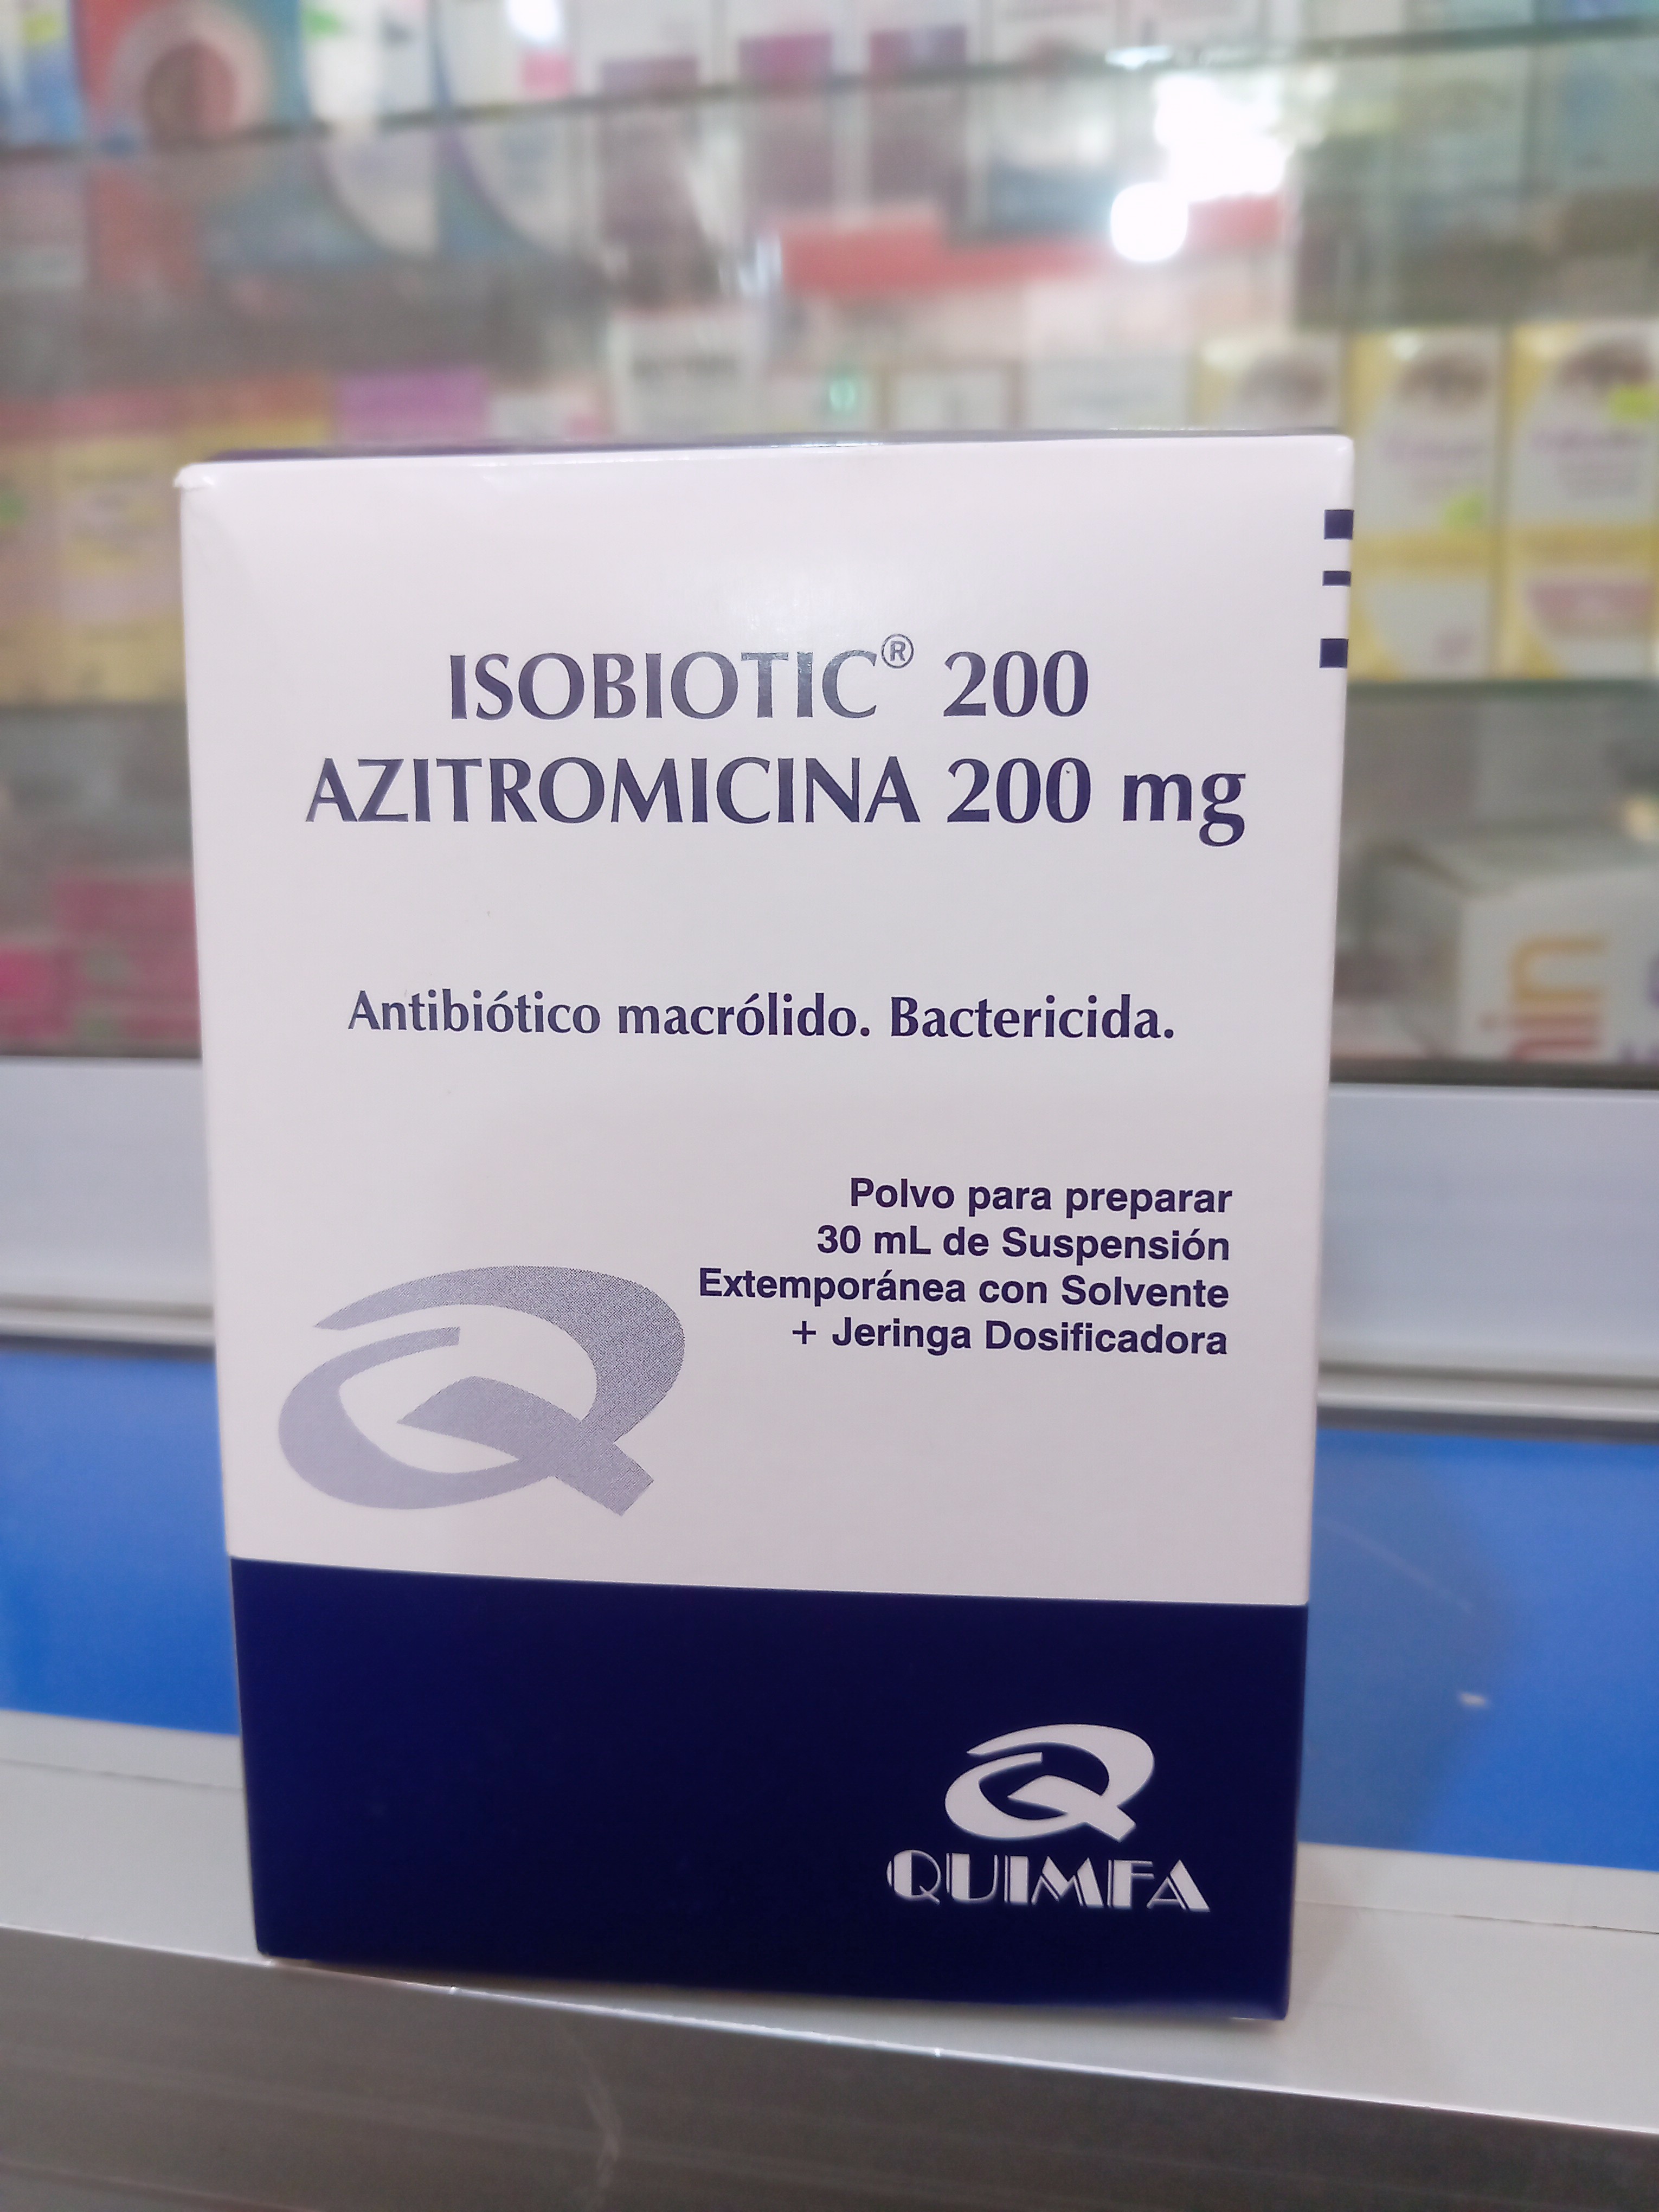 ISOBIOTIC® 200
AZITROMICINA 200 mg
Antibiótico macrólido. Bactericida.
Polvo para preparar
30 mL de Suspensión
Extemporánea con Solvente
+ Jeringa Dosificadora
QUIMFA